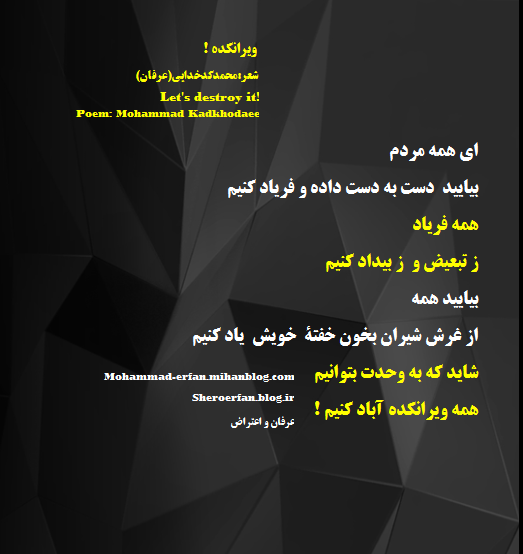 ویرانکده !
شعر:محمدکدخدایی(عرفان)
Let's destroy it!
Poem: Mohammad Kadkhodaee
ای همه مردم
بیایید دست به دست داده و فریاد کنیم
همه فریاد
ز تبعیض و ز بیداد کنیم
بیایید همه
از غرش شیران بخون خفتهٔ خویش یاد کنیم
شاید که به وحدت بتوانیم
همه ویرانکده آباد کنیم !
Mohammad-erfan.mihanblog.com
Sheroerfan.blog.ir
عرفان و اعتراض